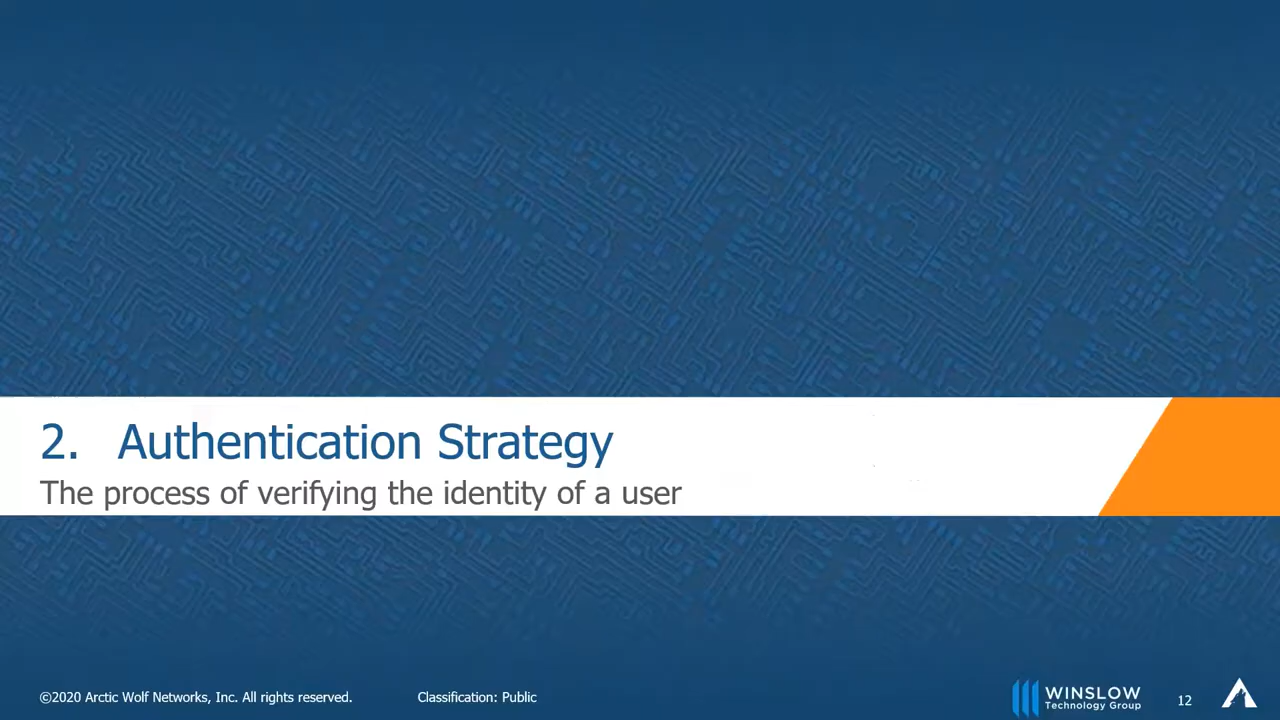 2. Authentication Strategy
The process of verifying the identity of a user
©2020 Arctic Wolf Networks, Inc. All rights reserved. Classification: Public
WINSLOW
Technology Group
12